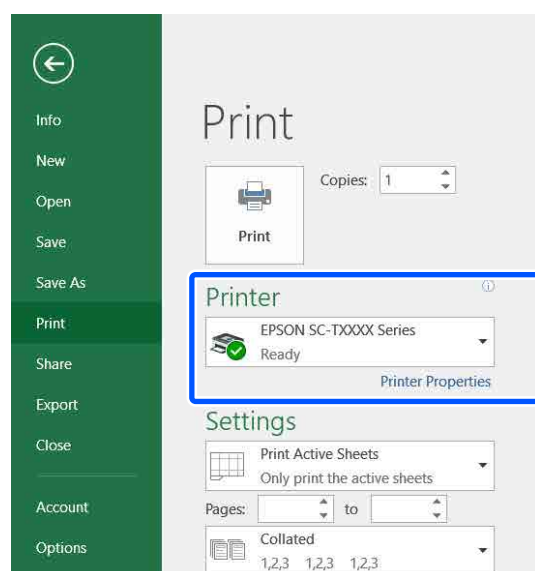 Info
New
Open
Save
Save As
Print
Share
Export
Close
Account
Options
Print
Copies: 1
Print
Printer
EPSON SC-TXXXX Series
Ready
Printer Properties
Settings
Print Active Sheets
Only print the active sheets
Pages: to
Collated
1,2,3 1,2,3 1,2,3